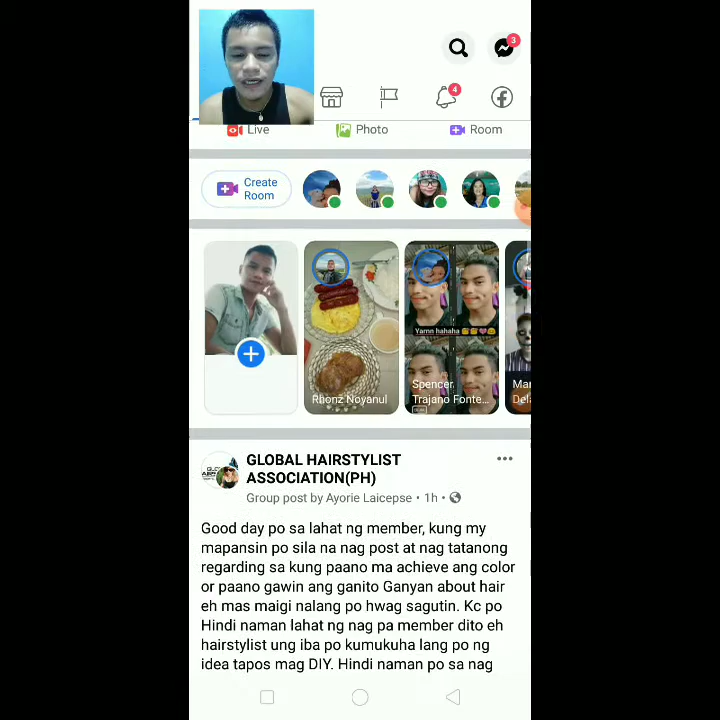 3
4
Live
Photo
Room
Create
Room
Yamn hahaha
Rhonz Noyanul
Spencer
Trajano Fonte...
Mar
Dela
GLOBAL HAIRSTYLIST
ASSOCIATION(PH)
Group post by Ayorie Laicepse • 1h •
Good day po sa lahat ng member, kung my
mapansin po sila na nag post at nag tatanong
regarding sa kung paano ma achieve ang color
or paano gawin ang ganito Ganyan about hair
eh mas maigi nalang po hwag sagutin. Kc po
Hindi naman lahat ng nag pa member dito eh
hairstylist ung iba po kumukuha lang po ng
idea tapos mag DIY. Hindi naman po sa nag